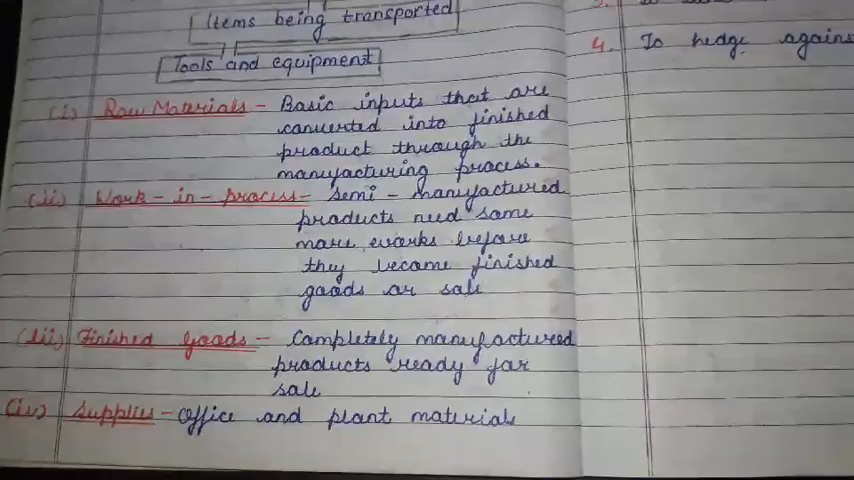 Items being transported
Tools and equipment
(i) Raw Materials - Basic inputs that are
converted into finished
product through the
manufacturing process.
(ii) Work-in-process - Semi-manufactured
products need some
more works before
they become finished
goods or sale
(iii) Finished goods - Completely manufactured
products ready for
sale
(iv) Supplies - Office and plant materials
4. To hedge agains